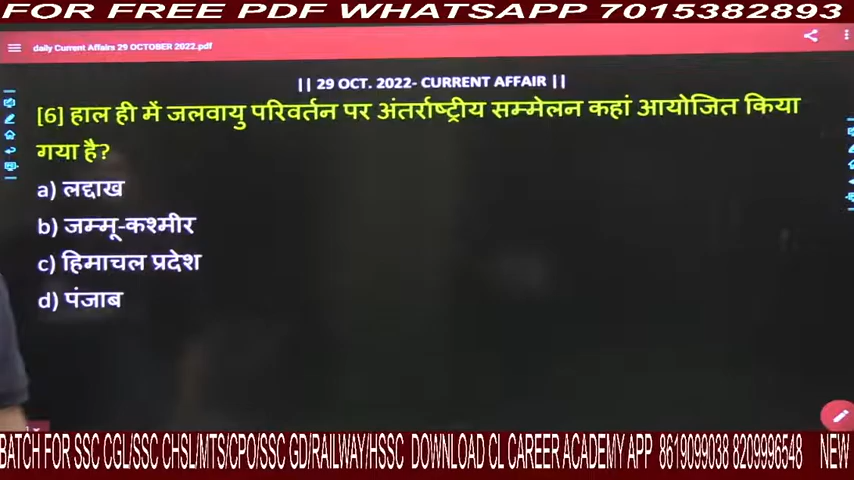 FOR FREE PDF WHATSAPP 7015382893
daily Current Affairs 29 OCTOBER 2022.pdf
|| 29 OCT. 2022- CURRENT AFFAIR ||
[6] हाल ही में जलवायु परिवर्तन पर अंतर्राष्ट्रीय सम्मेलन कहां आयोजित किया
गया है?
a) लद्दाख
b) जम्मू-कश्मीर
c) हिमाचल प्रदेश
d) पंजाब
BATCH FOR SSC CGL/SSC CHSL/MTS/CPO/SSC GD/RAILWAY/HSSC DOWNLOAD CL CAREER ACADEMY APP 8619099038 8209996548 NEW